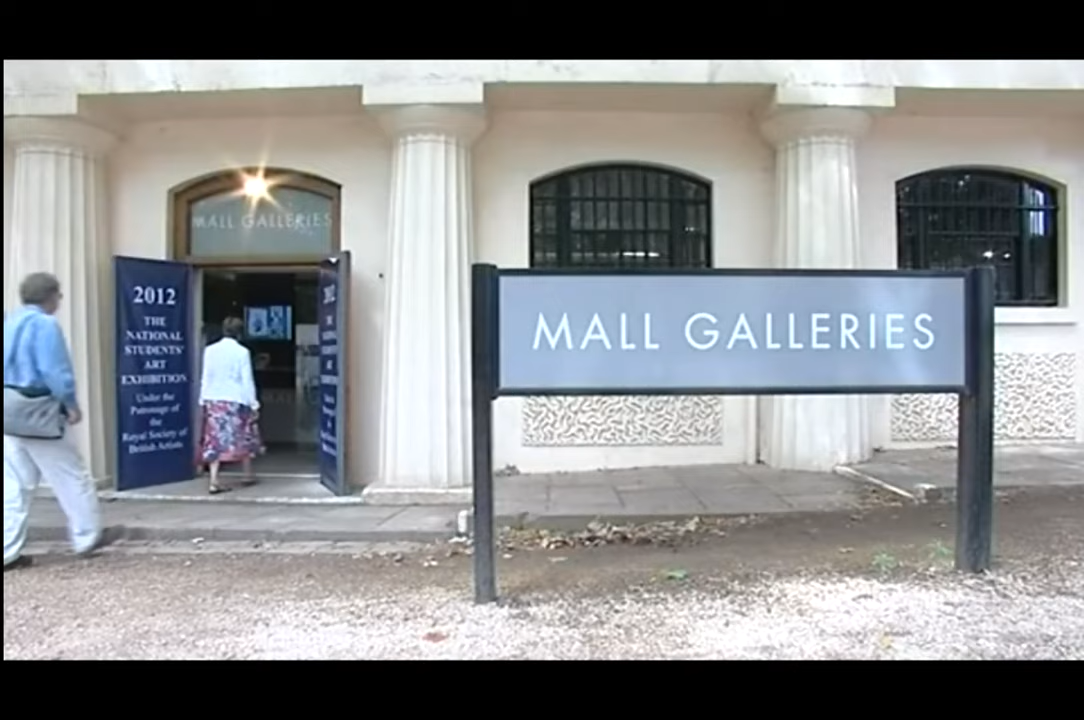 MALL GALLERIES
2012
THE
NATIONAL
STUDENTS'
ART
EXHIBITION
Under the
Patronage of
the
Royal Society of
British Artists
2012
THE
MALL GALLERIES